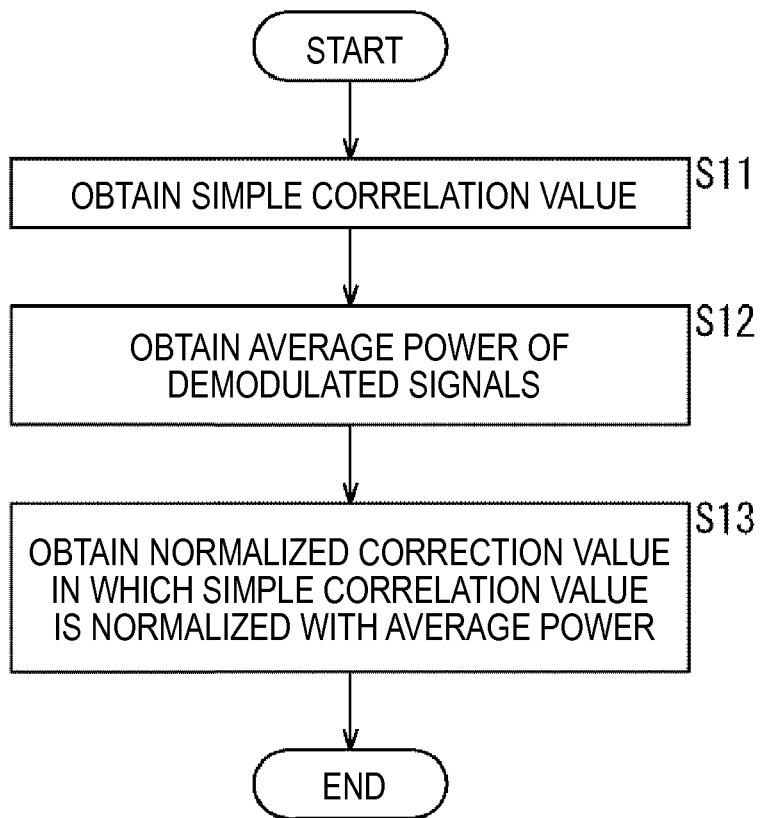 START
S11
OBTAIN SIMPLE CORRELATION VALUE
S12
OBTAIN AVERAGE POWER OF
DEMODULATED SIGNALS
S13
OBTAIN NORMALIZED CORRECTION VALUE
IN WHICH SIMPLE CORRELATION VALUE
IS NORMALIZED WITH AVERAGE POWER
END